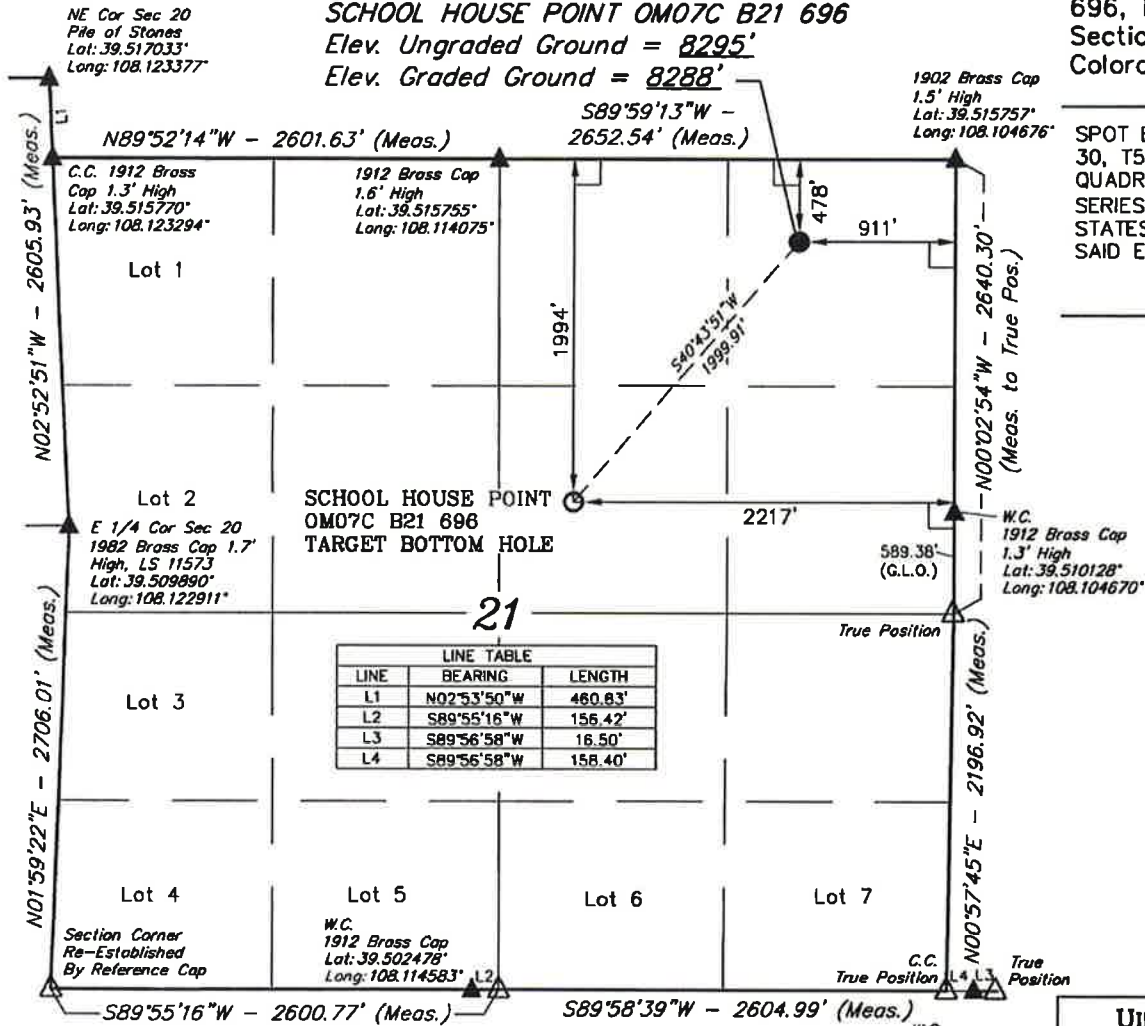 NE Cor Sec 20
Pile of Stones
Lat: 39.517033°
Long: 108.123377°
SCHOOL HOUSE POINT OM07C B21 696
Elev. Ungraded Ground = 8295'
Elev. Graded Ground = 8288'
696,
Section
Colora
1902 Brass Cap
1.5' High
Lat: 39.515757°
Long: 108.104676°
L1
N89°52'14"W - 2601.63' (Meas.)
S89°59'13"W -
2652.54' (Meas.)
SPOT E
30, T5
QUADR
SERIES
STATES
SAID E
C.C. 1912 Brass
Cap 1.3' High
Lat: 39.515770°
Long: 108.123294°
1912 Brass Cap
1.6' High
Lat: 39.515755°
Long: 108.114075°
N02°52'51"W - 2605.93' (Meas.)
Lot 1
478'
911'
1994'
S40°43'51"W
1999.91'
N00°02'54"W - 2640.30'
(Meas. to True Pos.)
Lot 2
SCHOOL HOUSE POINT
OM07C B21 696
TARGET BOTTOM HOLE
2217'
E 1/4 Cor Sec 20
1982 Brass Cap 1.7'
High, LS 11573
Lat: 39.509890°
Long: 108.122911°
W.C.
1912 Brass Cap
1.3' High
Lat: 39.510128°
Long: 108.104670°
589.38'
(G.L.O.)
21
True Position
LINE TABLE
LINE BEARING LENGTH
L1 N02°53'50"W 460.83'
L2 S89°55'16"W 156.42'
L3 S89°56'58"W 16.50'
L4 S89°56'58"W 158.40'
Lot 3
N01°59'22"E - 2706.01' (Meas.)
N00°57'45"E - 2196.92' (Meas.)
Lot 4
Lot 5
Lot 6
Lot 7
Section Corner
Re-Established
By Reference Cap
W.C.
1912 Brass Cap
Lat: 39.502478°
Long: 108.114583°
L2
C.C.
True Position
L4
L3
True
Position
S89°55'16"W - 2600.77' (Meas.)
S89°58'39"W - 2604.99' (Meas.)